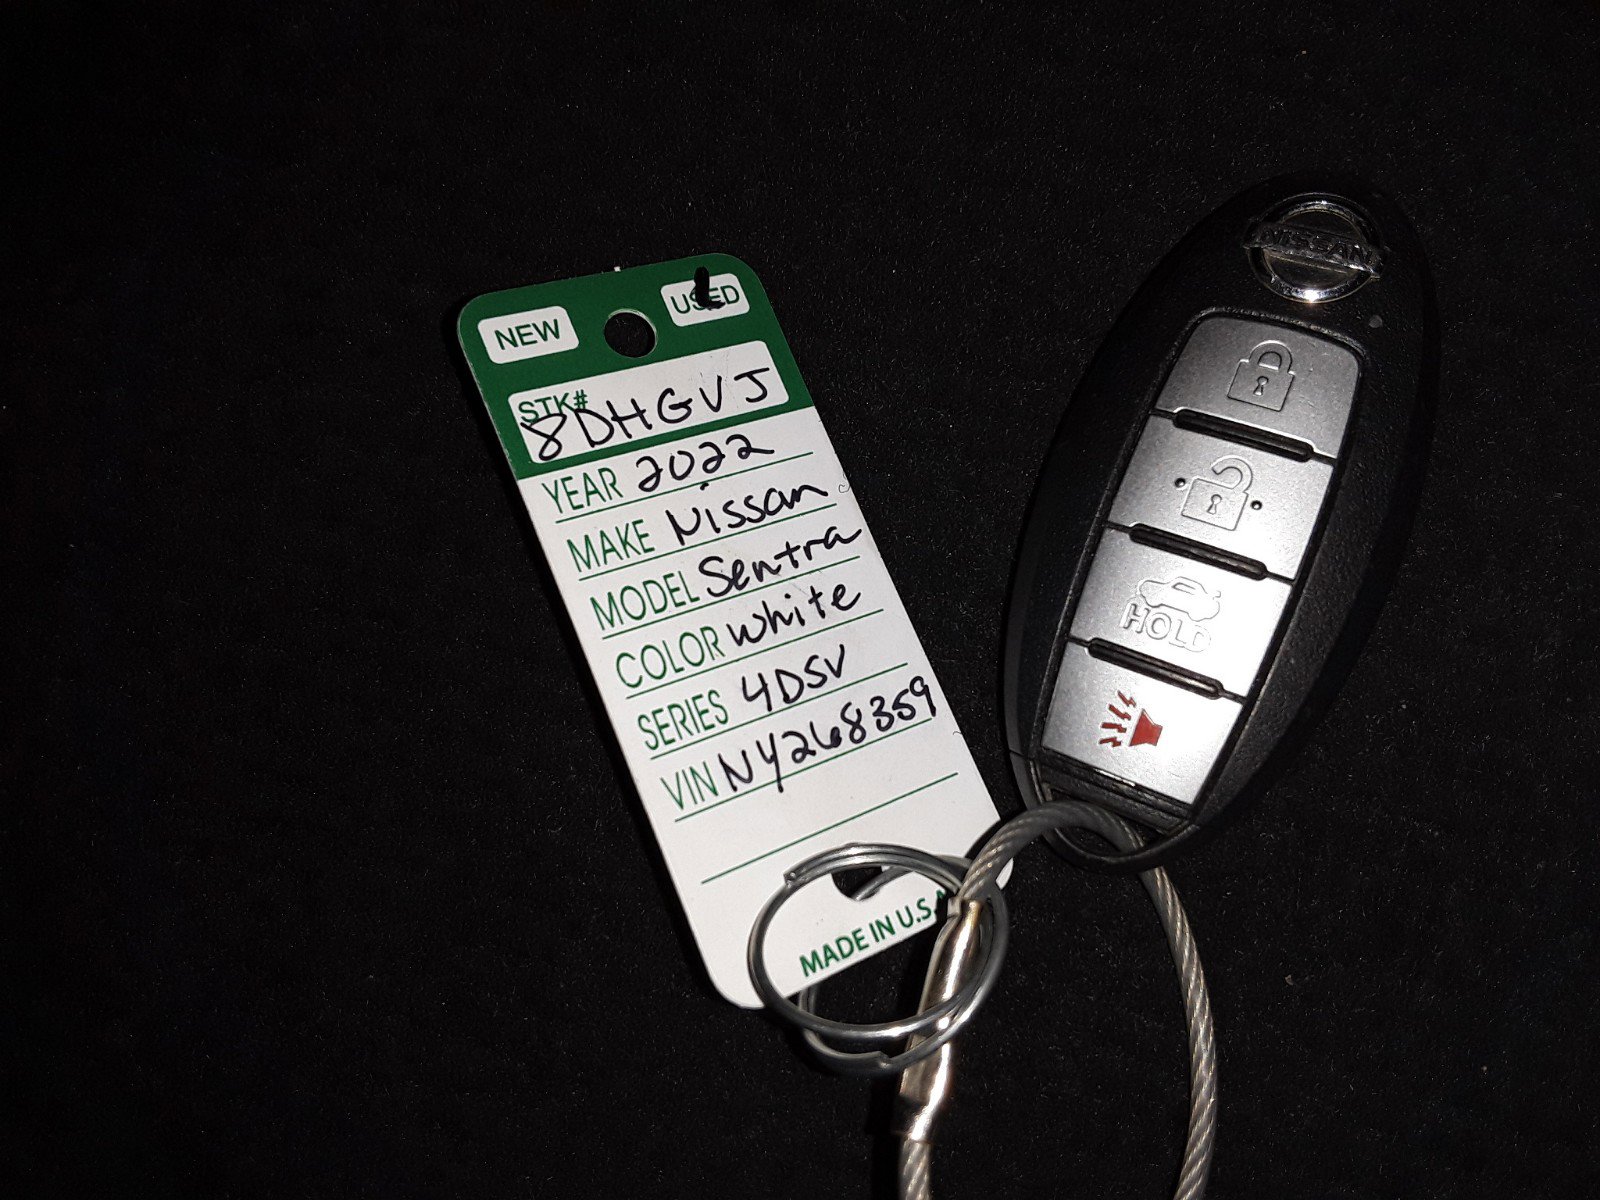 NEW USED
STK# 8DHGVJ
YEAR 2022
MAKE Nissan
MODEL Sentra
COLOR White
SERIES 4DSV
VIN NY268359
MADE IN U.S.A
NISSAN
HOLD